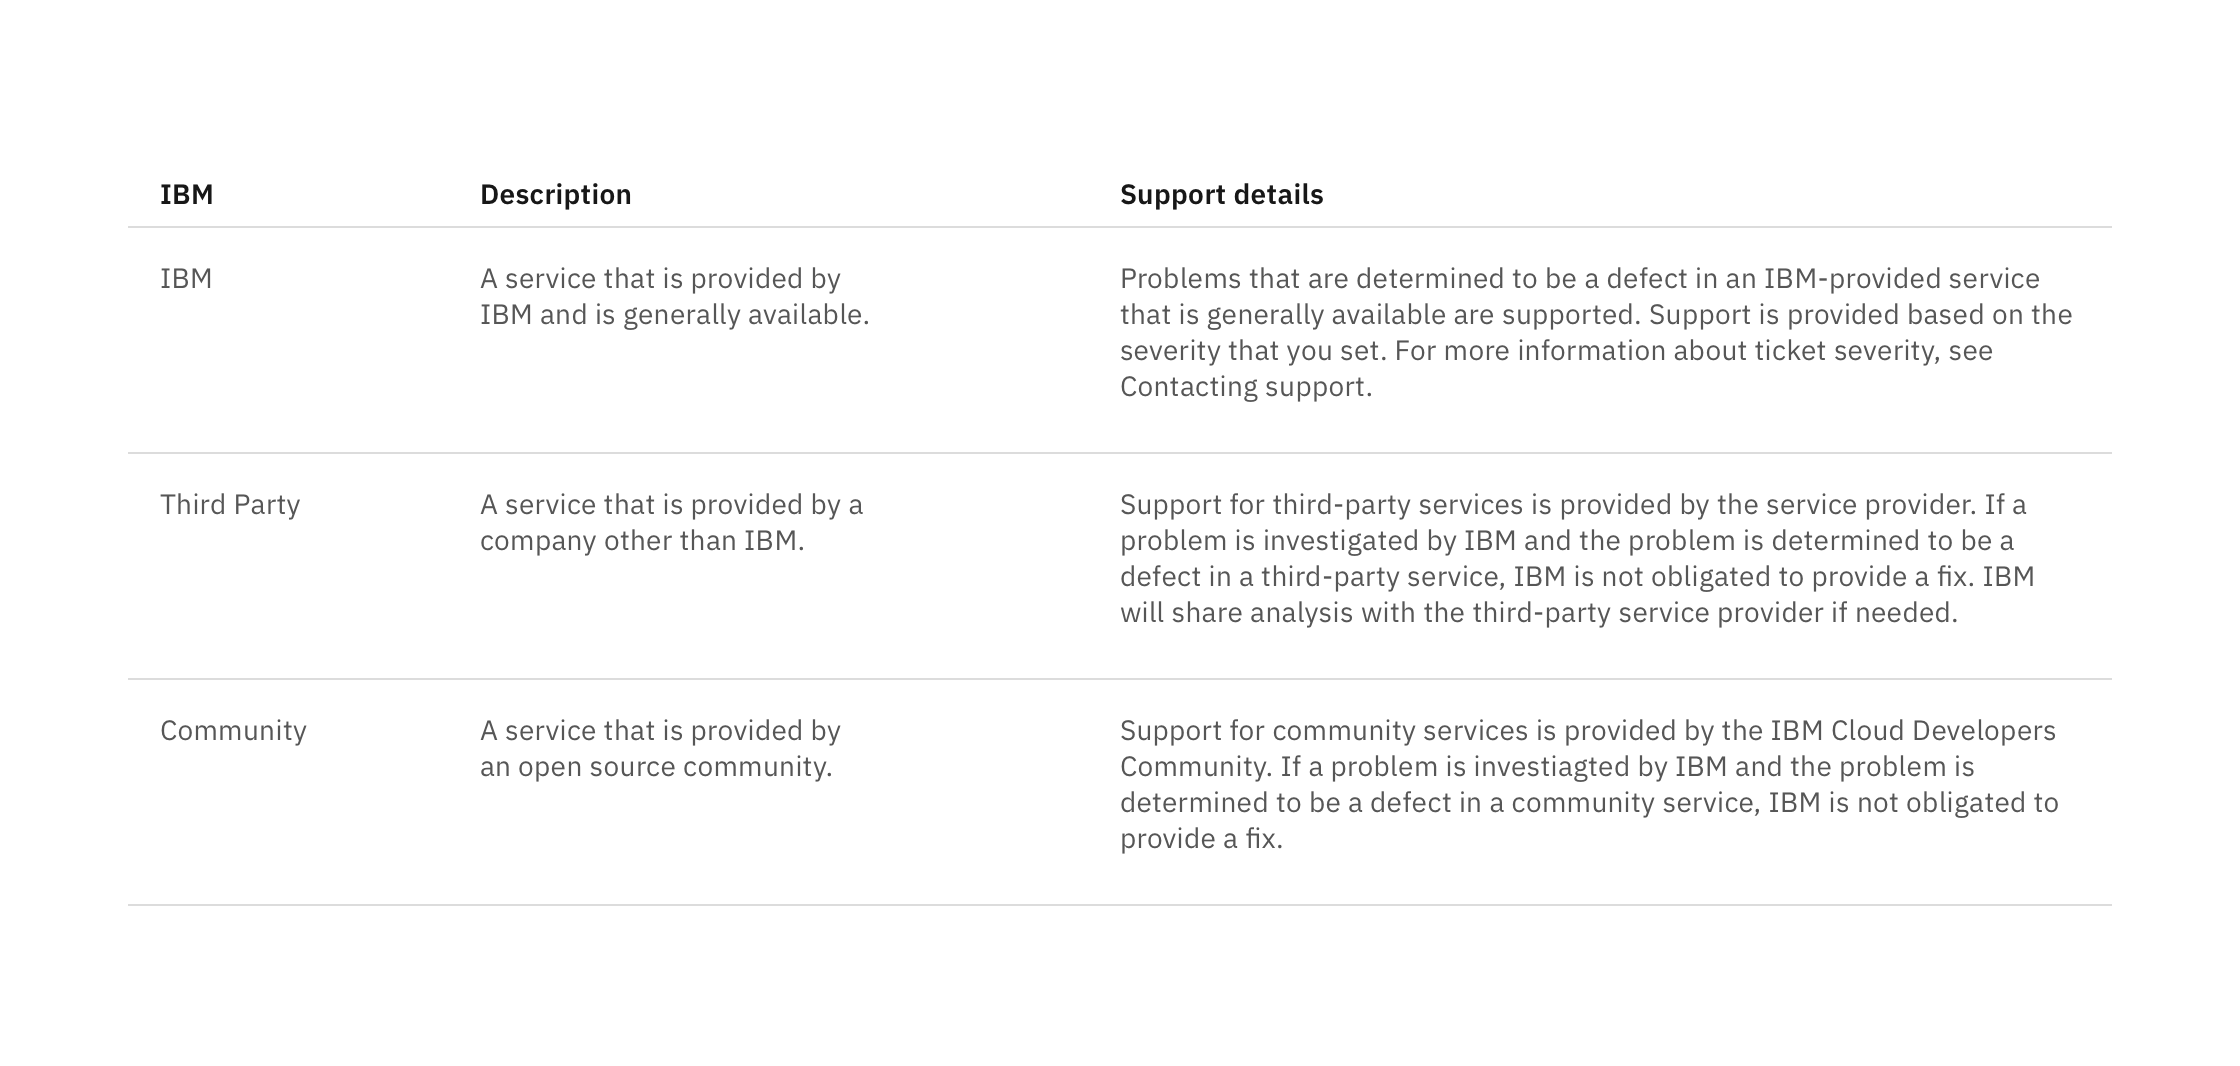 IBM
Description
Support details
IBM
A service that is provided by
IBM and is generally available.
Problems that are determined to be a defect in an IBM-provided service
that is generally available are supported. Support is provided based on the
severity that you set. For more information about ticket severity, see
Contacting support.
Third Party
A service that is provided by a
company other than IBM.
Support for third-party services is provided by the service provider. If a
problem is investigated by IBM and the problem is determined to be a
defect in a third-party service, IBM is not obligated to provide a fix. IBM
will share analysis with the third-party service provider if needed.
Community
A service that is provided by
an open source community.
Support for community services is provided by the IBM Cloud Developers
Community. If a problem is investiagted by IBM and the problem is
determined to be a defect in a community service, IBM is not obligated to
provide a fix.